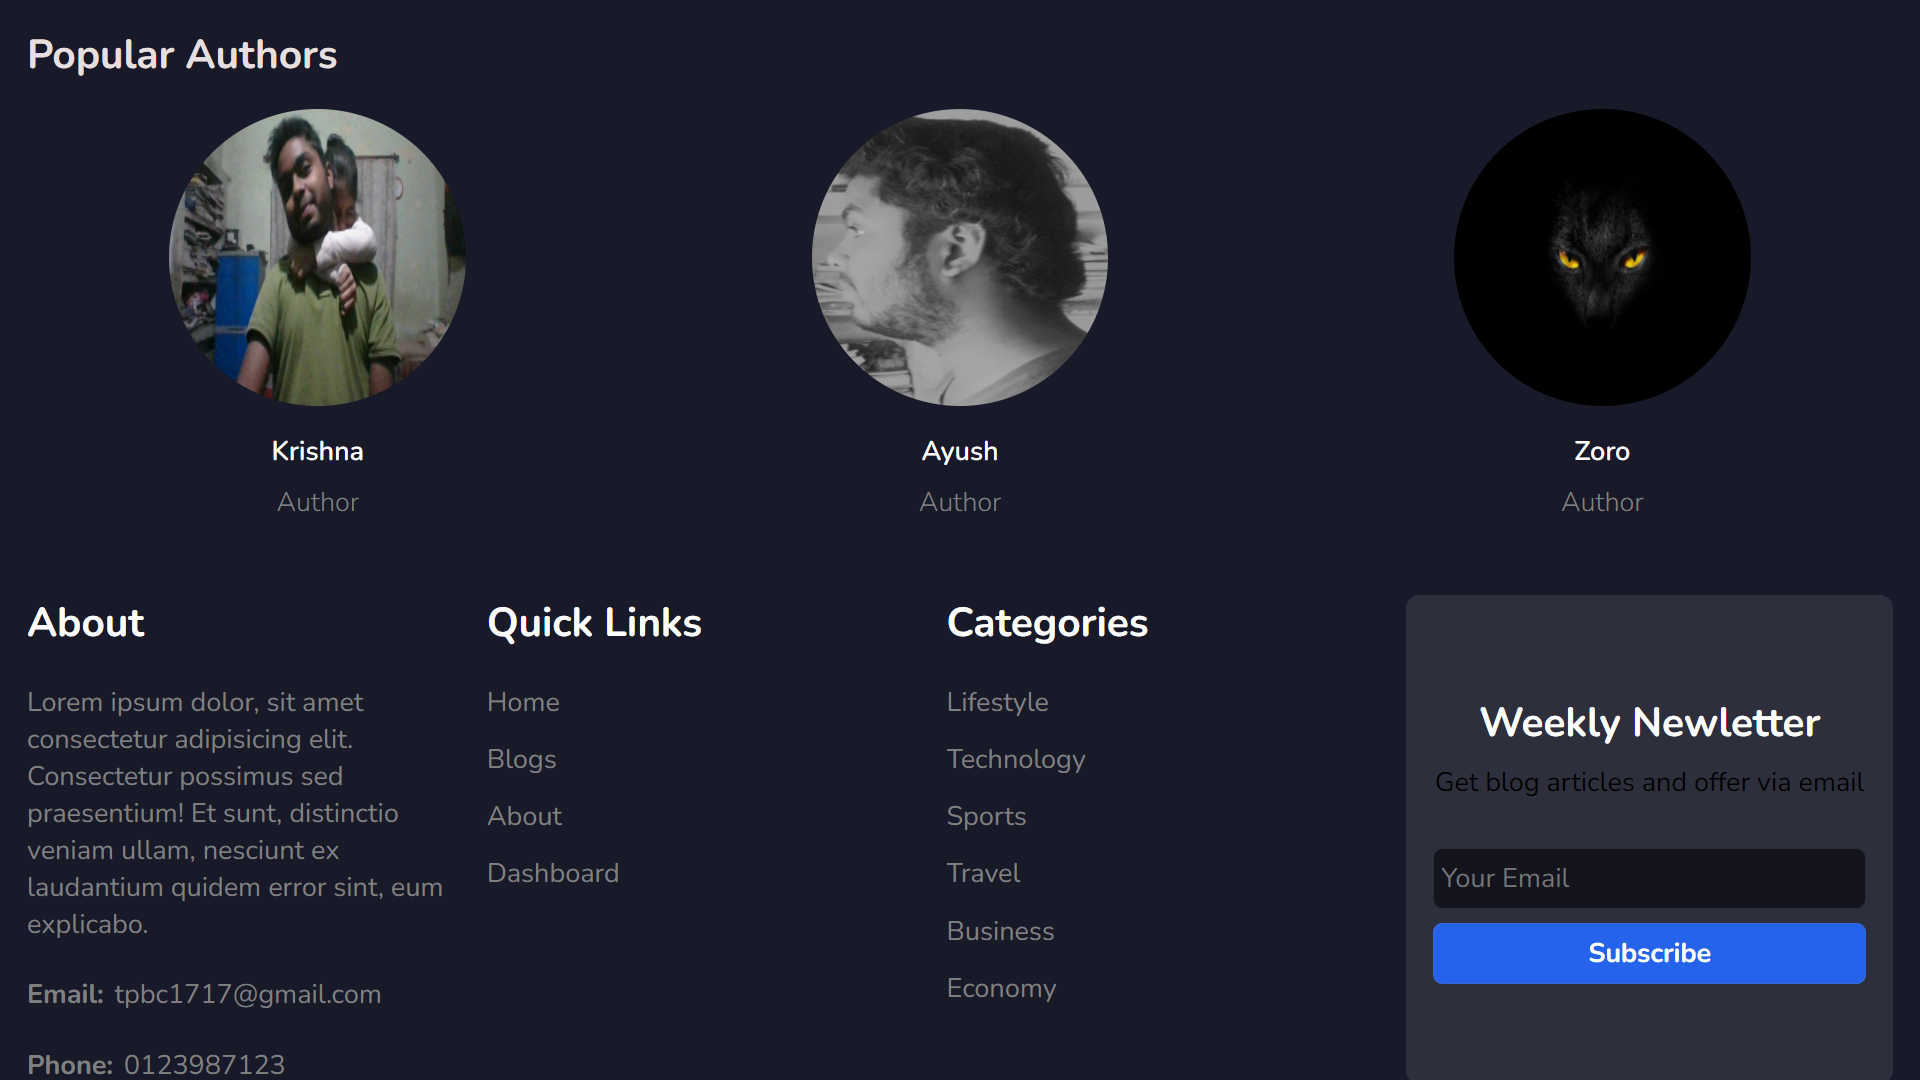 Popular Authors
Krishna
Author
Ayush
Author
Zoro
Author
About
Lorem ipsum dolor, sit amet
consectetur adipisicing elit.
Consectetur possimus sed
praesentium! Et sunt, distinctio
veniam ullam, nesciunt ex
laudantium quidem error sint, eum
explicabo.
Email: tpbc1717@gmail.com
Phone: 0123987123
Quick Links
Home
Blogs
About
Dashboard
Categories
Lifestyle
Technology
Sports
Travel
Business
Economy
Weekly Newletter
Get blog articles and offer via email
Your Email
Subscribe